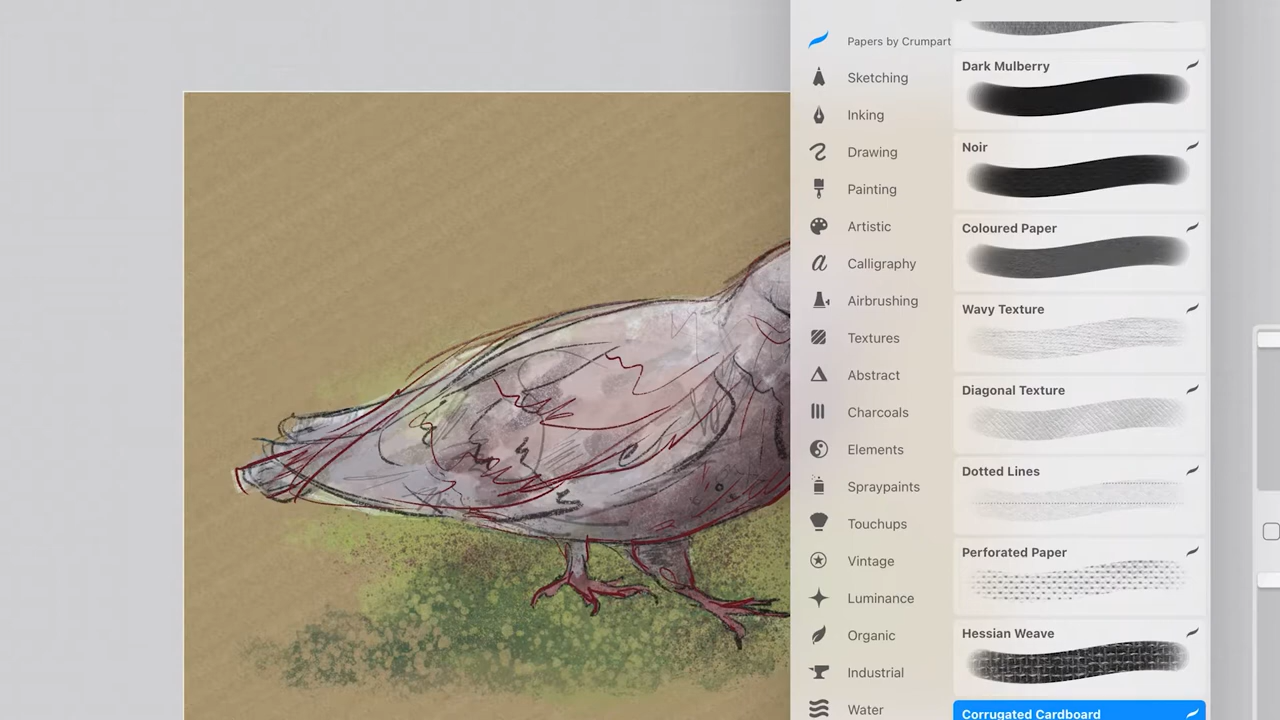 Papers by Crumpart
Sketching
Inking
Drawing
Painting
Artistic
Calligraphy
Airbrushing
Textures
Abstract
Charcoals
Elements
Spraypaints
Touchups
Vintage
Luminance
Organic
Industrial
Water
Dark Mulberry
Noir
Coloured Paper
Wavy Texture
Diagonal Texture
Dotted Lines
Perforated Paper
Hessian Weave
Corrugated Cardboard